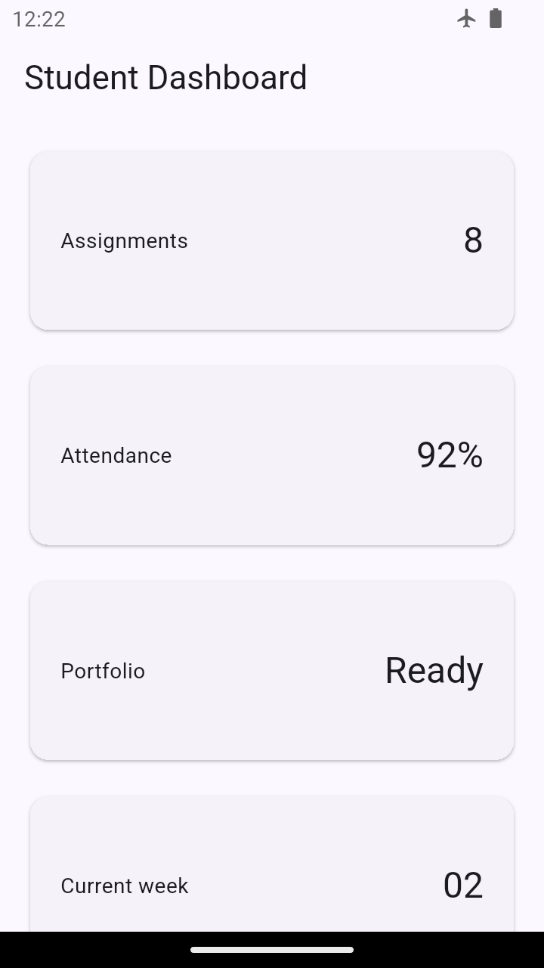 12:22
Student Dashboard
Assignments 8
Attendance 92%
Portfolio Ready
Current week 02